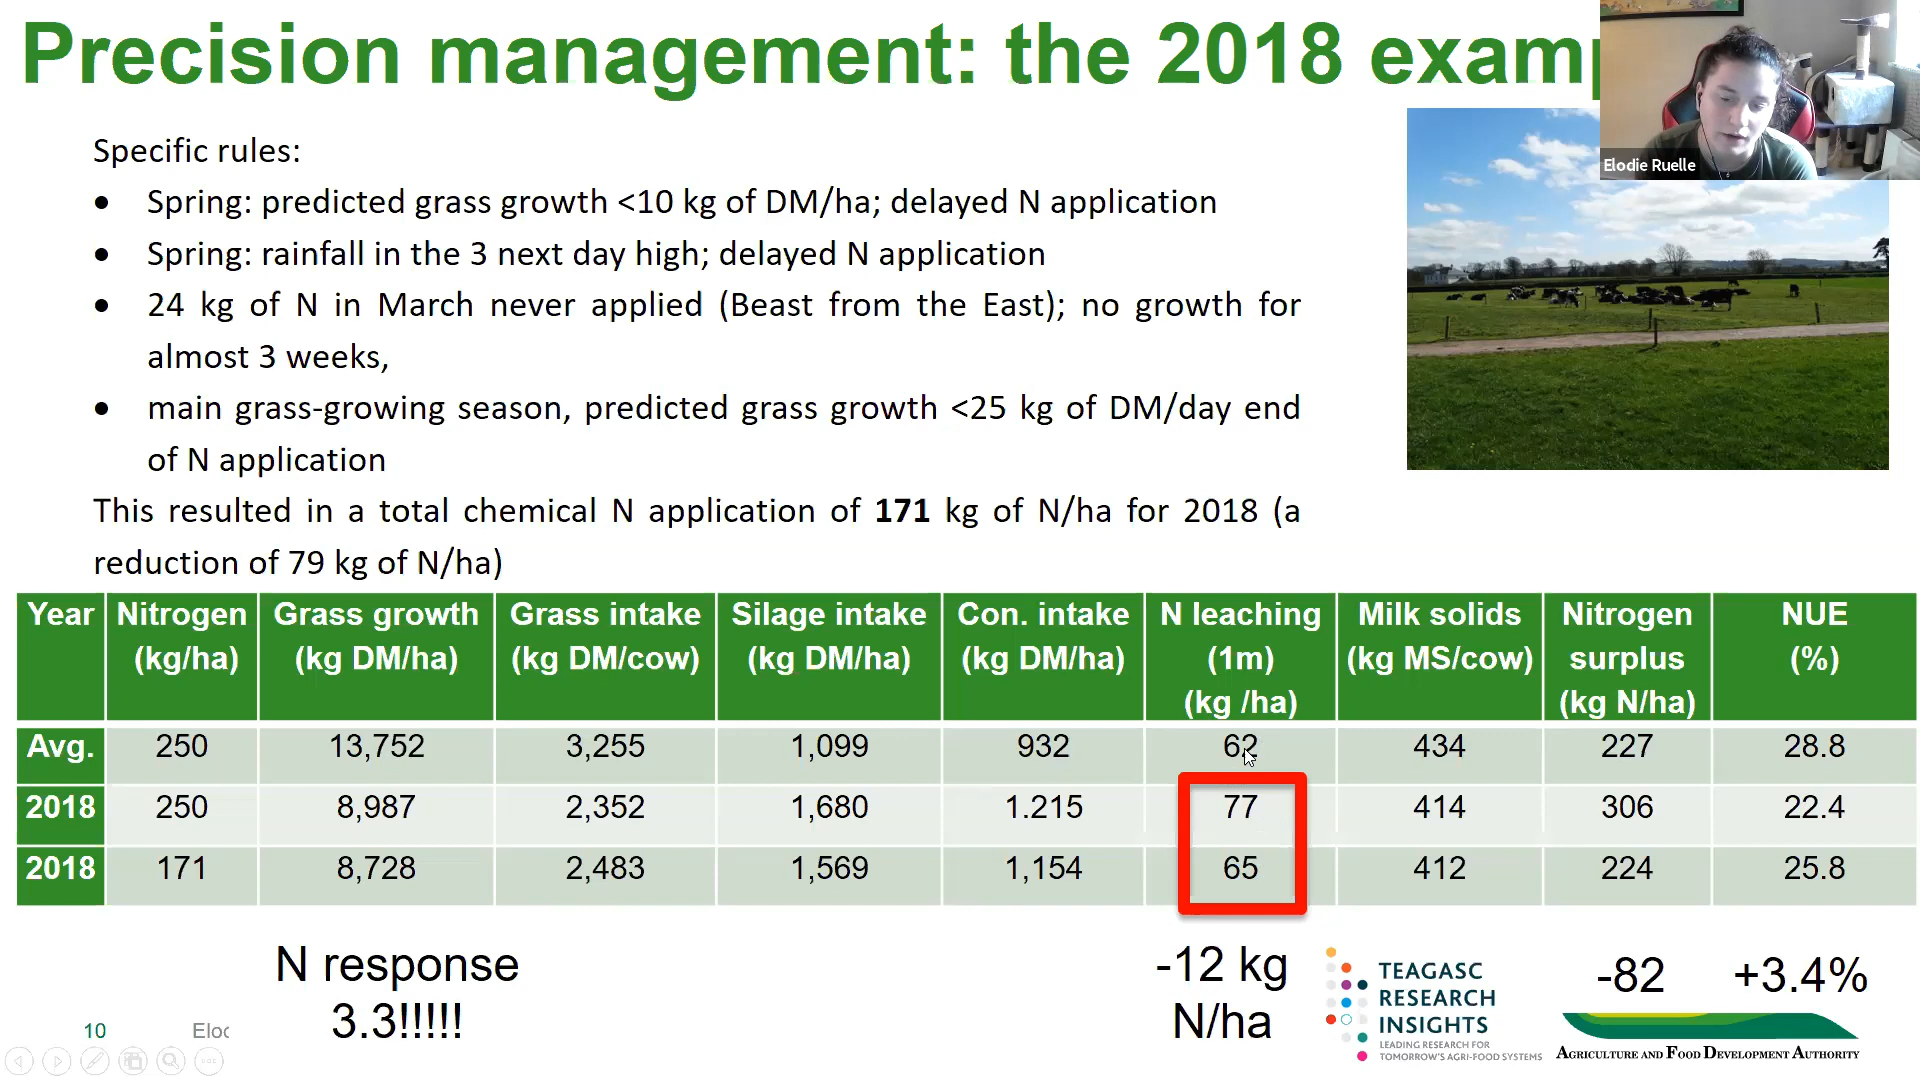 Precision management: the 2018 exam
Elodie Ruelle
Specific rules:
• Spring: predicted grass growth <10 kg of DM/ha; delayed N application
• Spring: rainfall in the 3 next day high; delayed N application
• 24 kg of N in March never applied (Beast from the East); no growth for
almost 3 weeks,
• main grass-growing season, predicted grass growth <25 kg of DM/day end
of N application
This resulted in a total chemical N application of 171 kg of N/ha for 2018 (a
reduction of 79 kg of N/ha)
Year Nitrogen (kg/ha) Grass growth (kg DM/ha) Grass intake (kg DM/cow) Silage intake (kg DM/ha) Con. intake (kg DM/ha) N leaching (1m) (kg /ha) Milk solids (kg MS/cow) Nitrogen surplus (kg N/ha) NUE (%)
Avg. 250 13,752 3,255 1,099 932 62 434 227 28.8
2018 250 8,987 2,352 1,680 1.215 77 414 306 22.4
2018 171 8,728 2,483 1,569 1,154 65 412 224 25.8
N response
3.3!!!!!
-12 kg
N/ha
-82
+3.4%
TEAGASC
RESEARCH
INSIGHTS
LEADING RESEARCH FOR
TOMORROW'S AGRI-FOOD SYSTEMS
AGRICULTURE AND FOOD DEVELOPMENT AUTHORITY
10